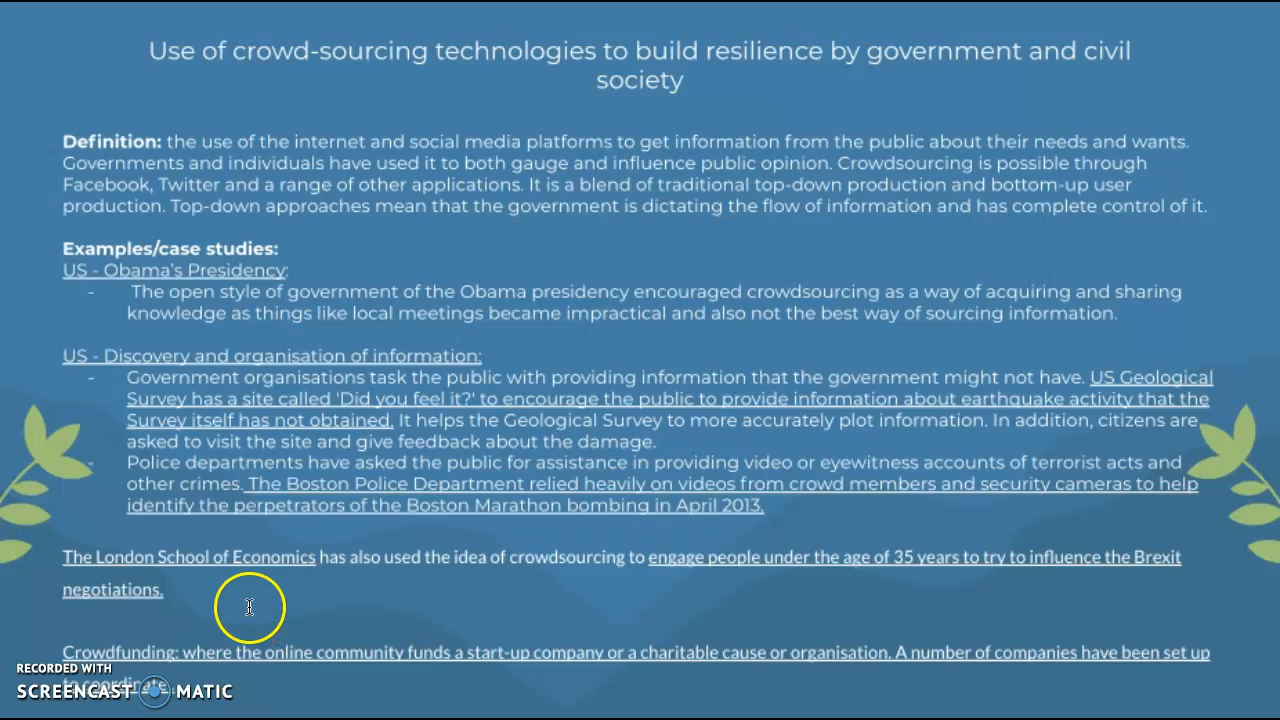 Use of crowd-sourcing technologies to build resilience by government and civil
society
Definition: the use of the internet and social media platforms to get information from the public about their needs and wants.
Governments and individuals have used it to both gauge and influence public opinion. Crowdsourcing is possible through
Facebook, Twitter and a range of other applications. It is a blend of traditional top-down production and bottom-up user
production. Top-down approaches mean that the government is dictating the flow of information and has complete control of it.
Examples/case studies:
US - Obama's Presidency:
- The open style of government of the Obama presidency encouraged crowdsourcing as a way of acquiring and sharing
knowledge as things like local meetings became impractical and also not the best way of sourcing information.
US - Discovery and organisation of information:
- Government organisations task the public with providing information that the government might not have. US Geological
Survey has a site called 'Did you feel it?' to encourage the public to provide information about earthquake activity that the
Survey itself has not obtained. It helps the Geological Survey to more accurately plot information. In addition, citizens are
asked to visit the site and give feedback about the damage.
- Police departments have asked the public for assistance in providing video or eyewitness accounts of terrorist acts and
other crimes. The Boston Police Department relied heavily on videos from crowd members and security cameras to help
identify the perpetrators of the Boston Marathon bombing in April 2013.
The London School of Economics has also used the idea of crowdsourcing to engage people under the age of 35 years to try to influence the Brexit
negotiations.
Crowdfunding: where the online community funds a start-up company or a charitable cause or organisation. A number of companies have been set up
to coordinate
RECORDED WITH
SCREENCAST MATIC